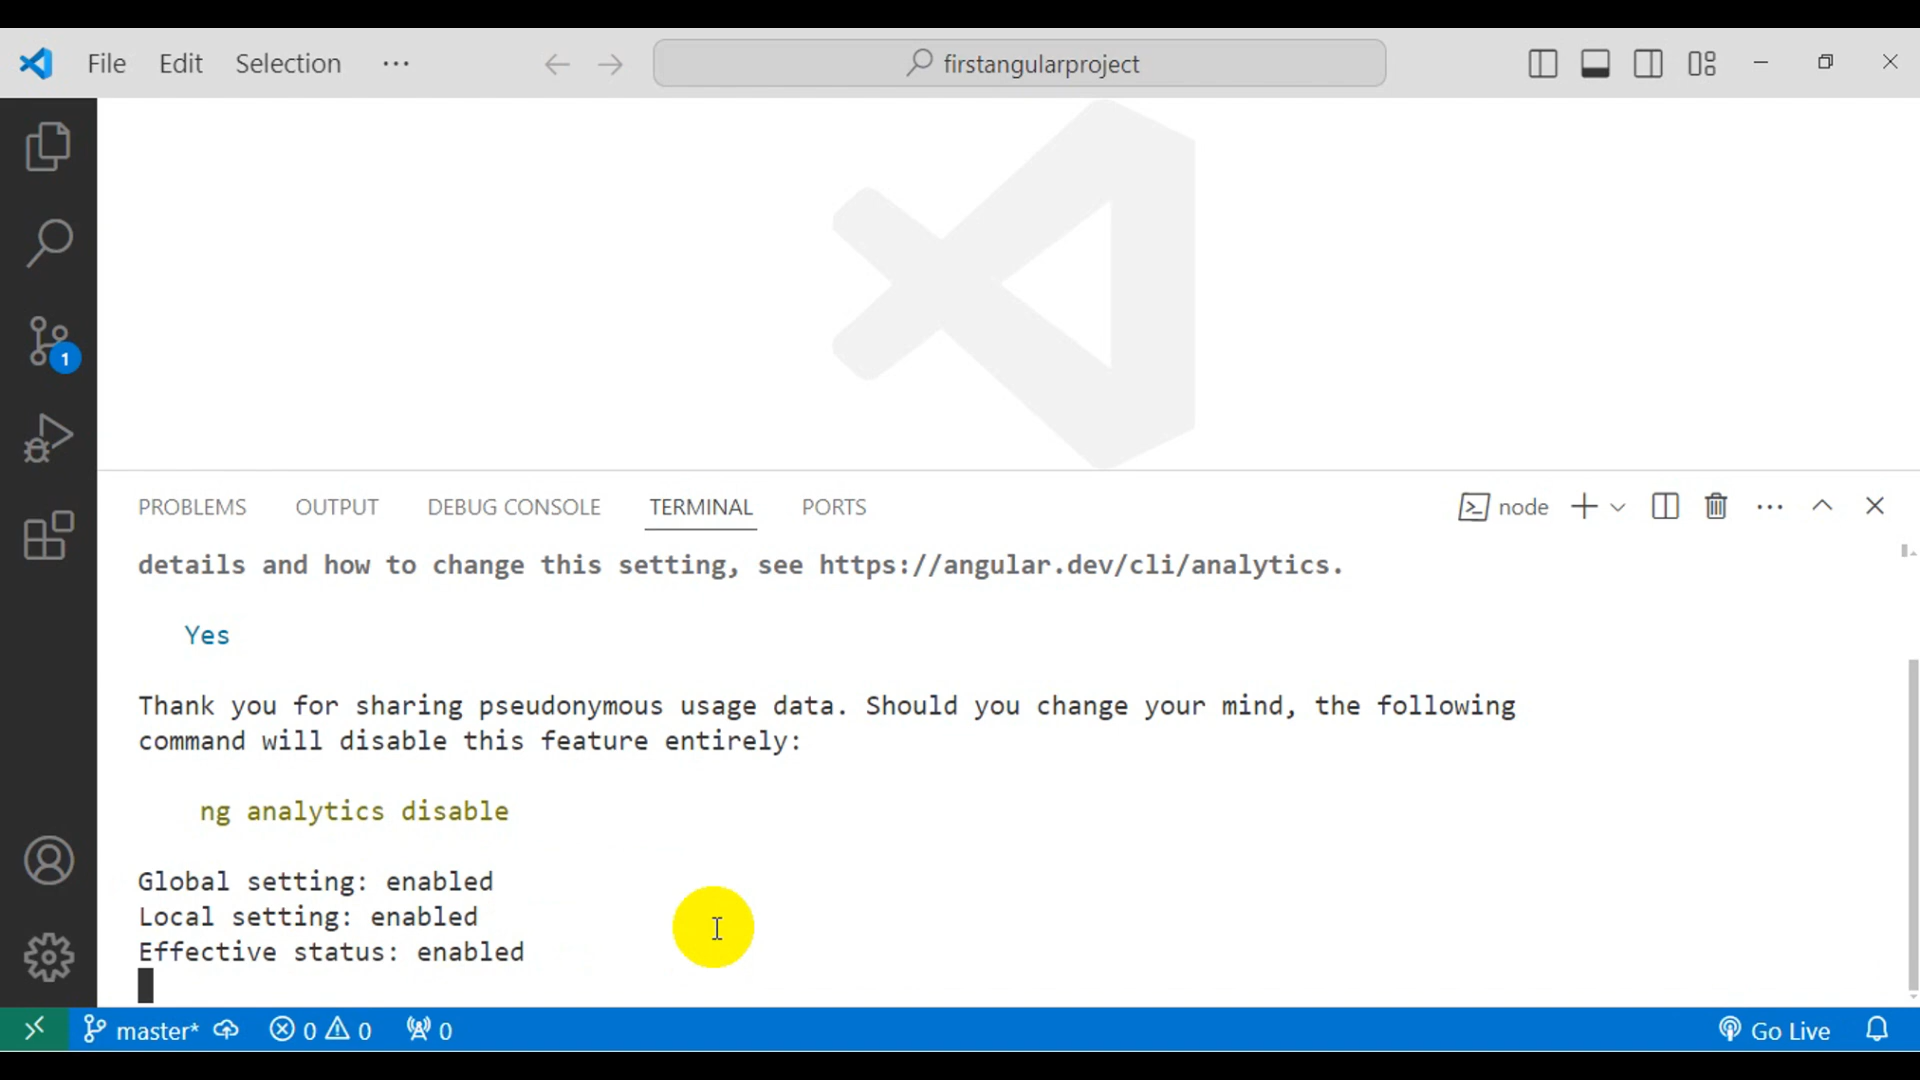 File Edit Selection ···
firstangularproject
1
PROBLEMS OUTPUT DEBUG CONSOLE TERMINAL PORTS
node
details and how to change this setting, see https://angular.dev/cli/analytics.
Yes
Thank you for sharing pseudonymous usage data. Should you change your mind, the following
command will disable this feature entirely:
ng analytics disable
Global setting: enabled
Local setting: enabled
Effective status: enabled
master* 0 0 0 Go Live